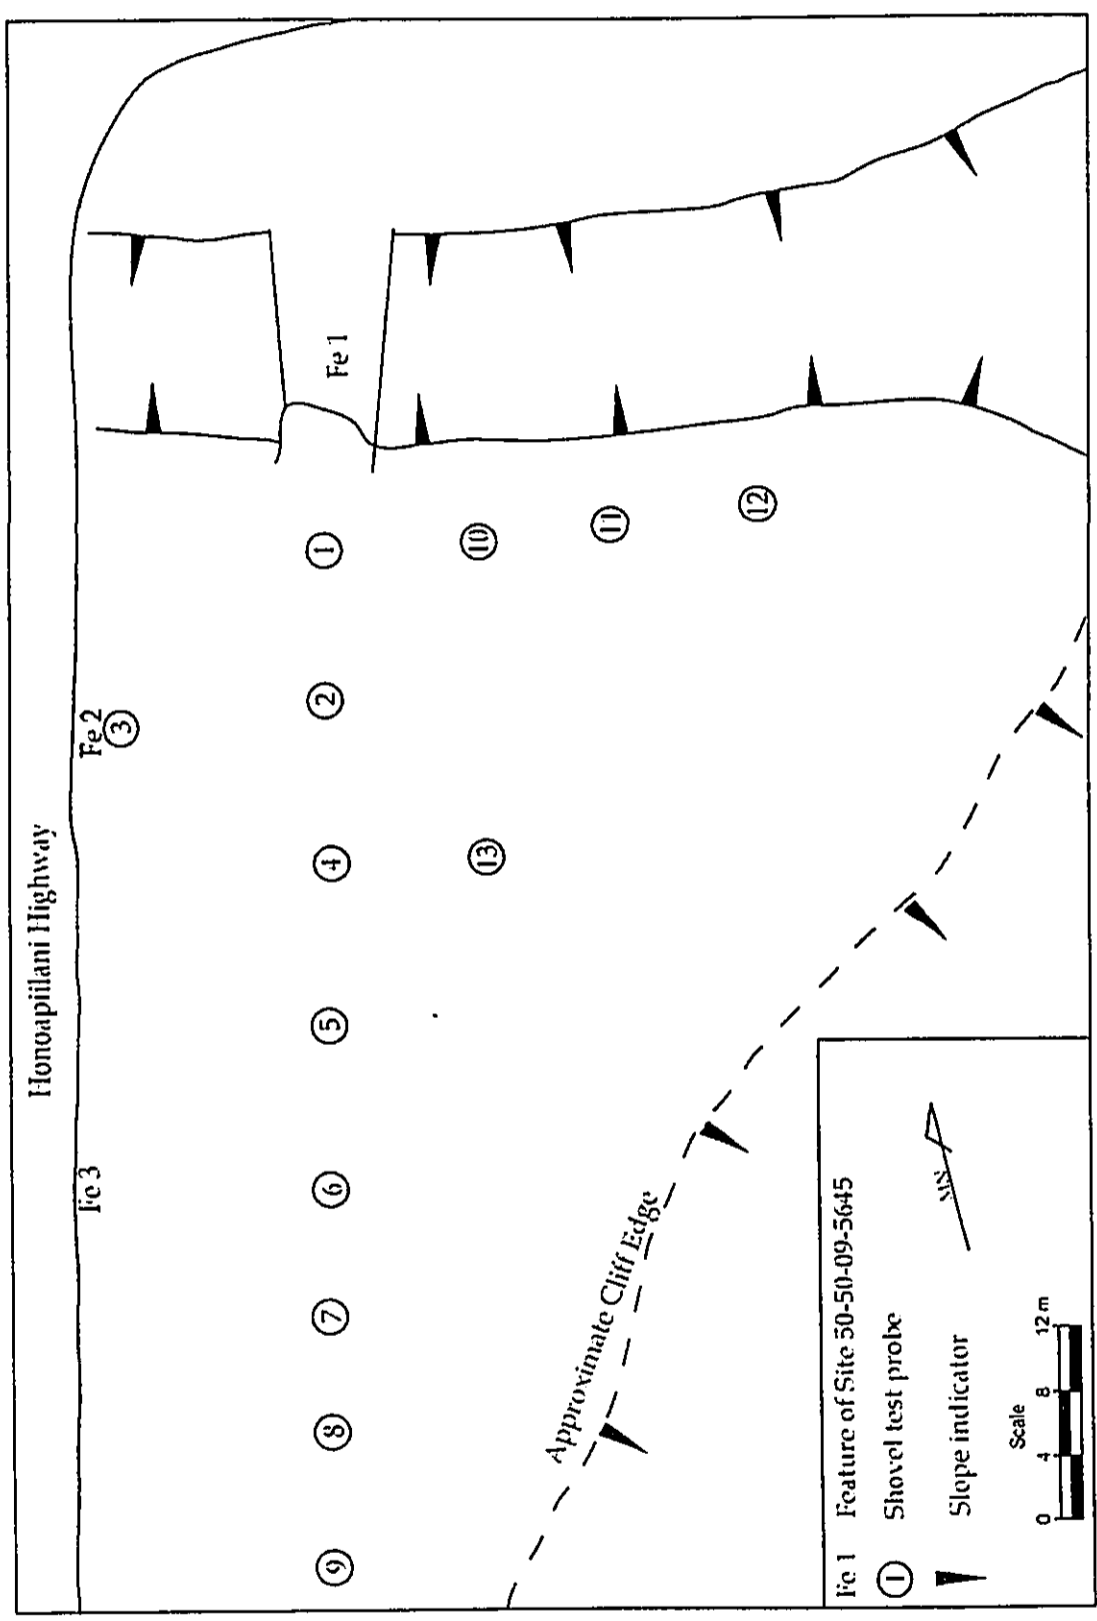 Honoapiilani Highway
Fe 3
Fe 2
3
9
8
7
6
5
4
2
1
Fe 1
13
10
11
12
Approximate Cliff Edge
Fe 1 Feature of Site 50-50-09-5645
1 Shovel test probe
Slope indicator
MN
Scale
0 4 8 12 m